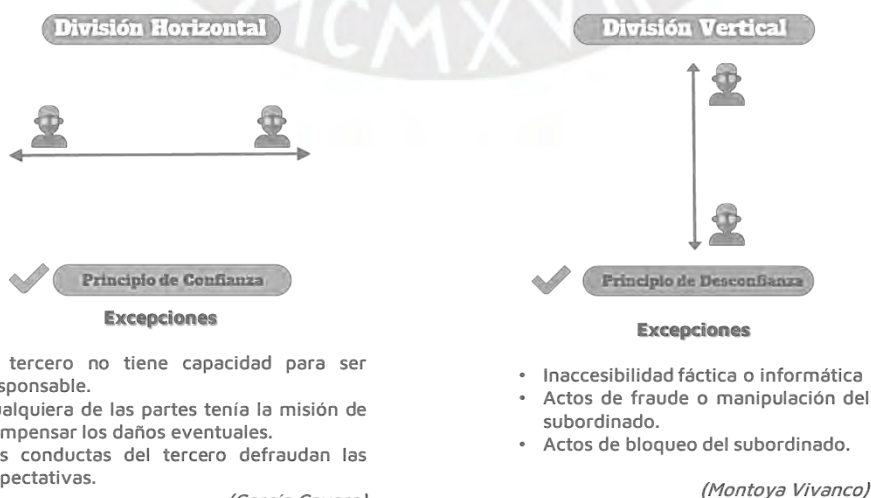 CMXVII
División Horizontal
Principio de Confianza
Excepciones
tercero no tiene capacidad para ser
sponsable.
alquiera de las partes tenía la misión de
mpensar los daños eventuales.
s conductas del tercero defraudan las
pectativas.
División Vertical
Principio de Desconfianza
Excepciones
• Inaccesibilidad fáctica o informática
• Actos de fraude o manipulación del
subordinado.
• Actos de bloqueo del subordinado.
(Montoya Vivanco)